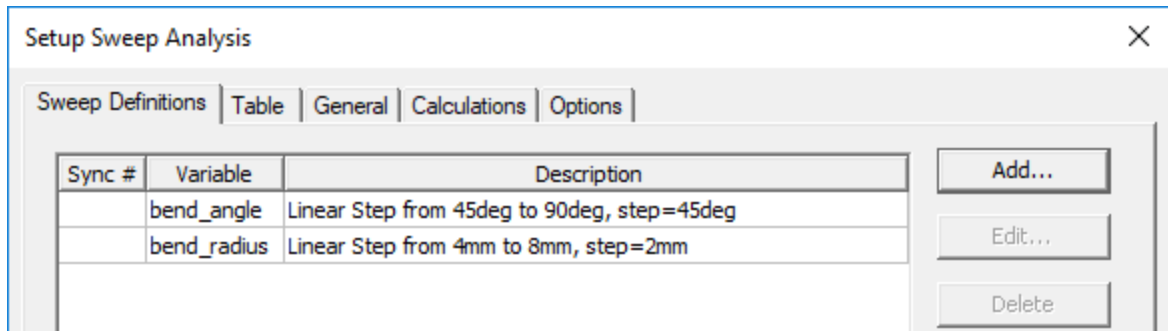 Setup Sweep Analysis
Sweep Definitions Table General Calculations Options
Sync # Variable Description
bend_angle Linear Step from 45deg to 90deg, step=45deg
bend_radius Linear Step from 4mm to 8mm, step=2mm
Add...
Edit...
Delete